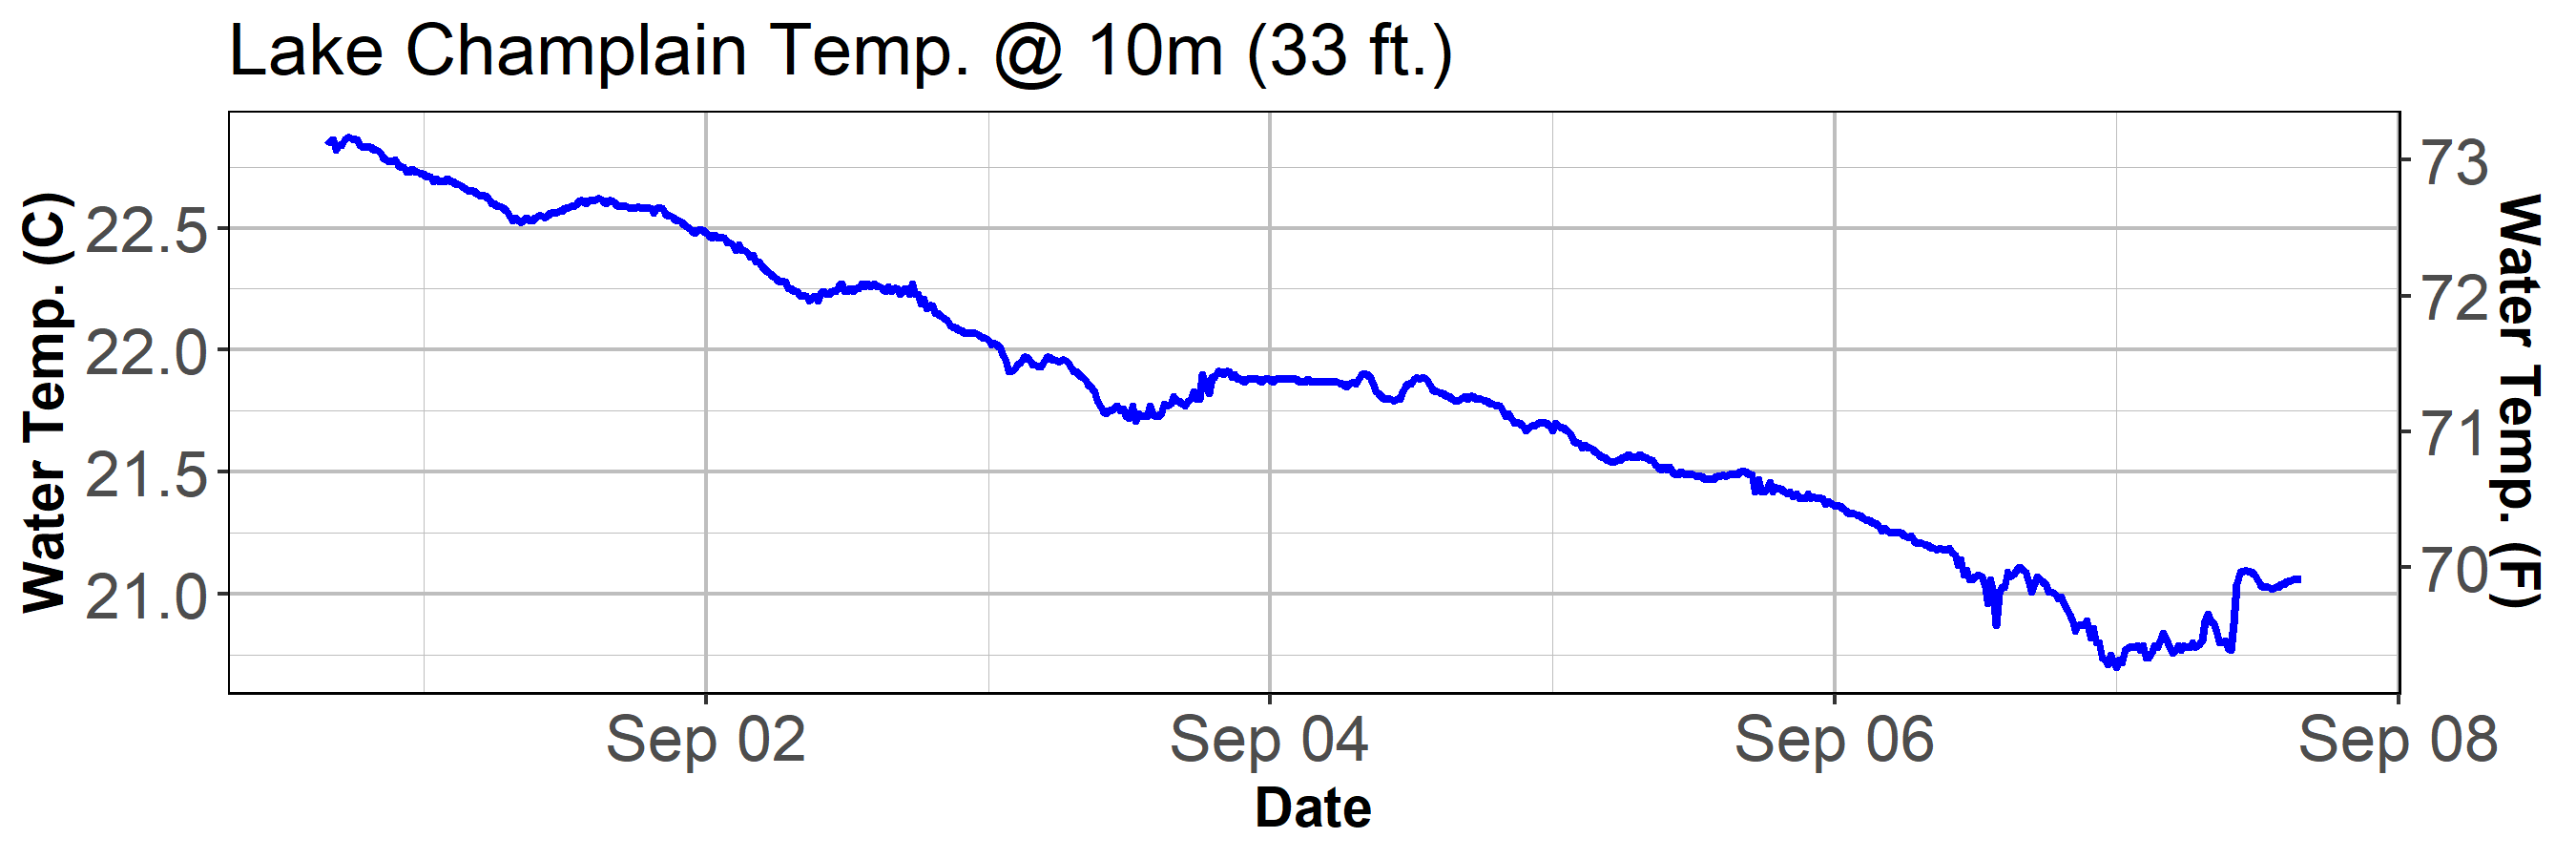 Lake Champlain Temp. @ 10m (33 ft.)
Water Temp. (C)
22.5
22.0
21.5
21.0
73
72
71
70
Water Temp. (F)
Sep 02 Sep 04 Sep 06 Sep 08
Date